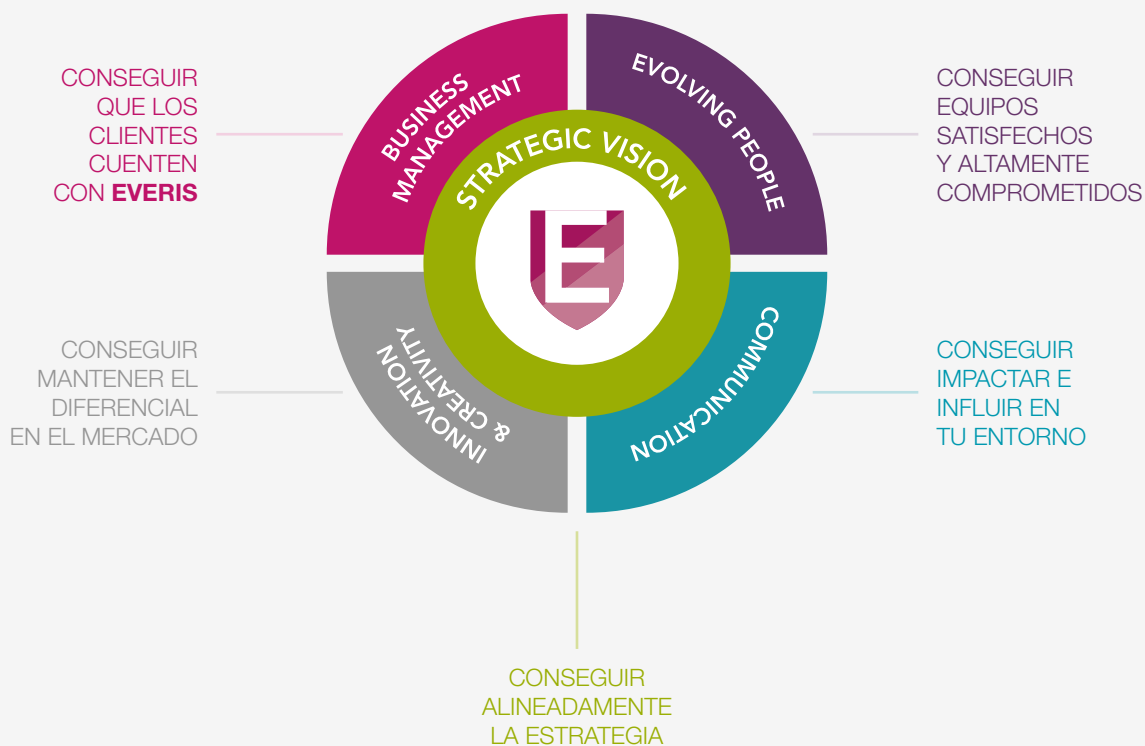 CONSEGUIR
QUE LOS
CLIENTES
CUENTEN
CON EVERIS
BUSINESS
MANAGEMENT
EVOLVING PEOPLE
CONSEGUIR
EQUIPOS
SATISFECHOS
Y ALTAMENTE
COMPROMETIDOS
STRATEGIC VISION
E
CONSEGUIR
MANTENER EL
DIFERENCIAL
EN EL MERCADO
INNOVATION
& CREATIVITY
COMMUNICATION
CONSEGUIR
IMPACTAR E
INFLUIR EN
TU ENTORNO
CONSEGUIR
ALINEADAMENTE
LA ESTRATEGIA